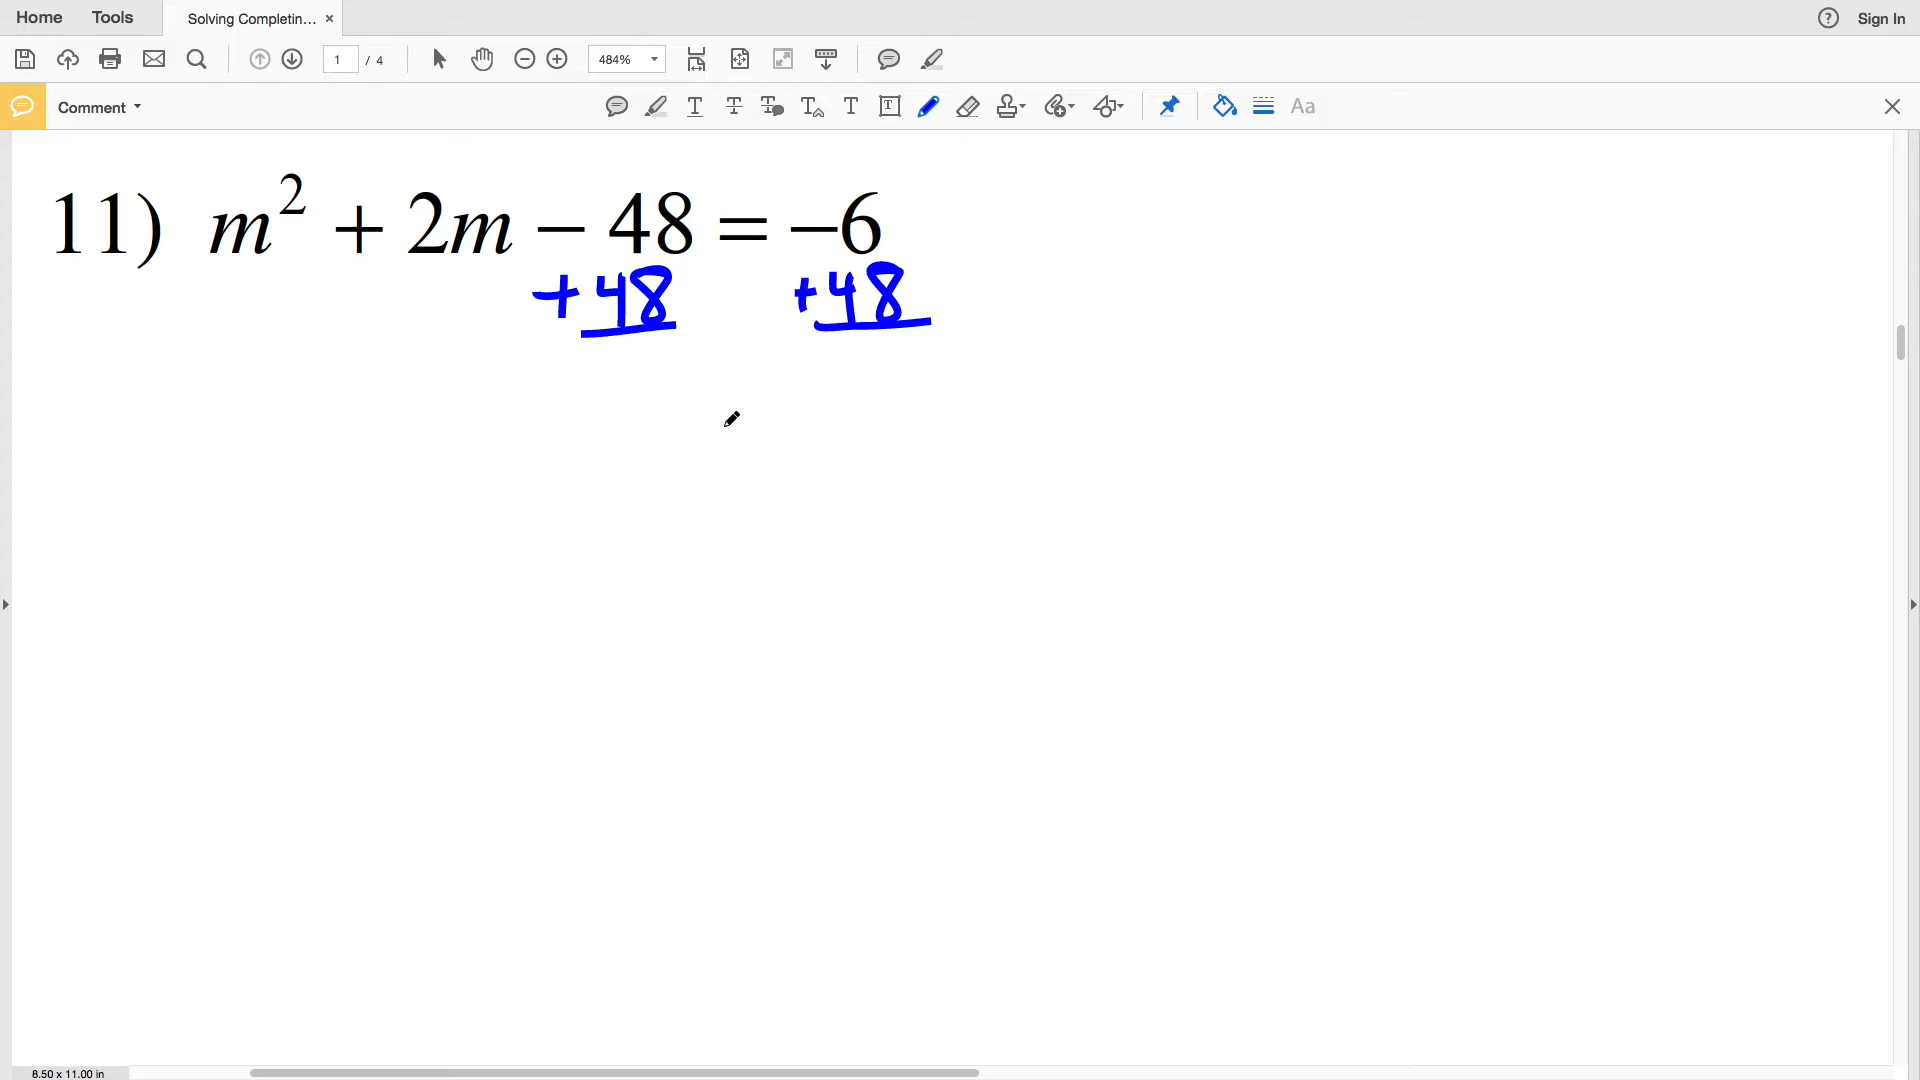 Home Tools Solving Completin... × ? Sign In
1 / 4 484%
Comment T T T T T T Aa
11) m² + 2m − 48 = −6
+48 +48
8.50 x 11.00 in